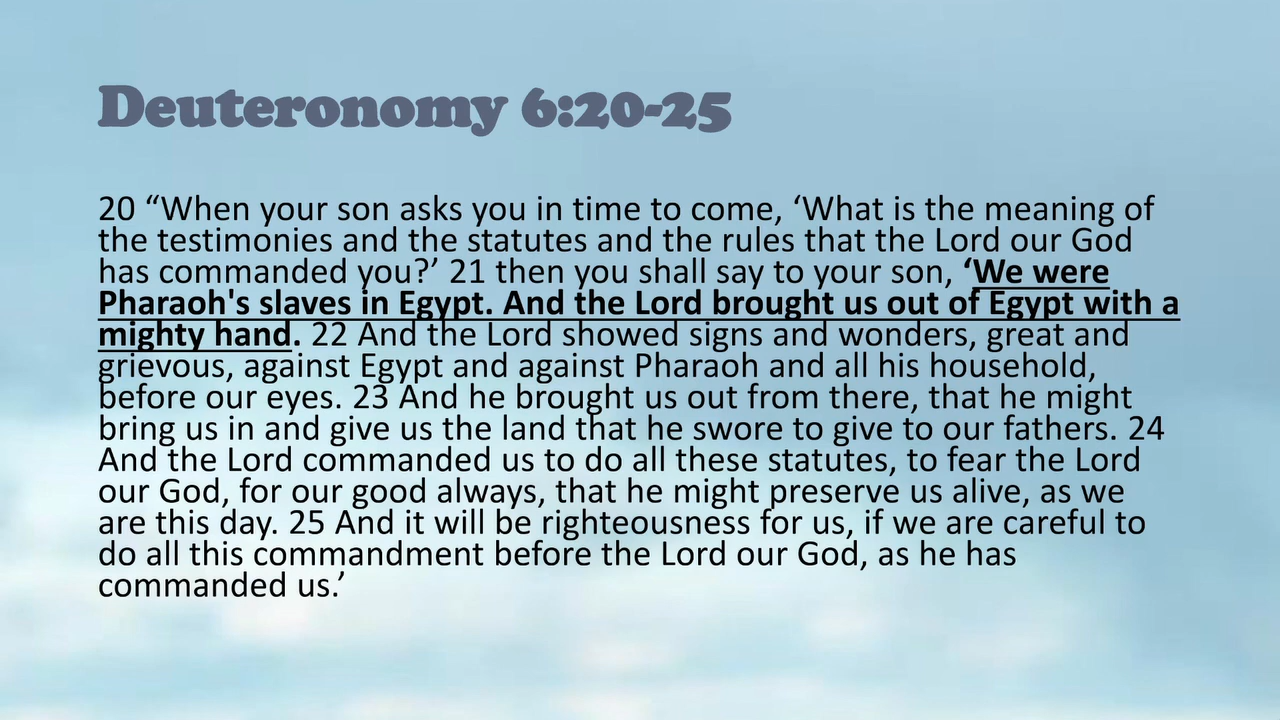 Deuteronomy 6:20-25
20 “When your son asks you in time to come, ‘What is the meaning of
the testimonies and the statutes and the rules that the Lord our God
has commanded you?’ 21 then you shall say to your son, ‘We were
Pharaoh's slaves in Egypt. And the Lord brought us out of Egypt with a
mighty hand. 22 And the Lord showed signs and wonders, great and
grievous, against Egypt and against Pharaoh and all his household,
before our eyes. 23 And he brought us out from there, that he might
bring us in and give us the land that he swore to give to our fathers. 24
And the Lord commanded us to do all these statutes, to fear the Lord
our God, for our good always, that he might preserve us alive, as we
are this day. 25 And it will be righteousness for us, if we are careful to
do all this commandment before the Lord our God, as he has
commanded us.’